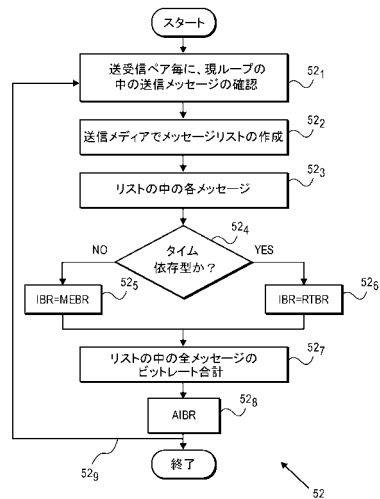 スタート
送受信ペア毎に、現ループの
中の送信メッセージの確認
52₁
送信メディアでメッセージリストの作成
52₂
リストの中の各メッセージ
52₃
タイム
依存型か？
52₄
NO
YES
IBR=MEBR
52₅
IBR=RTBR
52₆
リストの中の全メッセージの
ビットレート合計
52₇
AIBR
52₈
52₉
終了
52